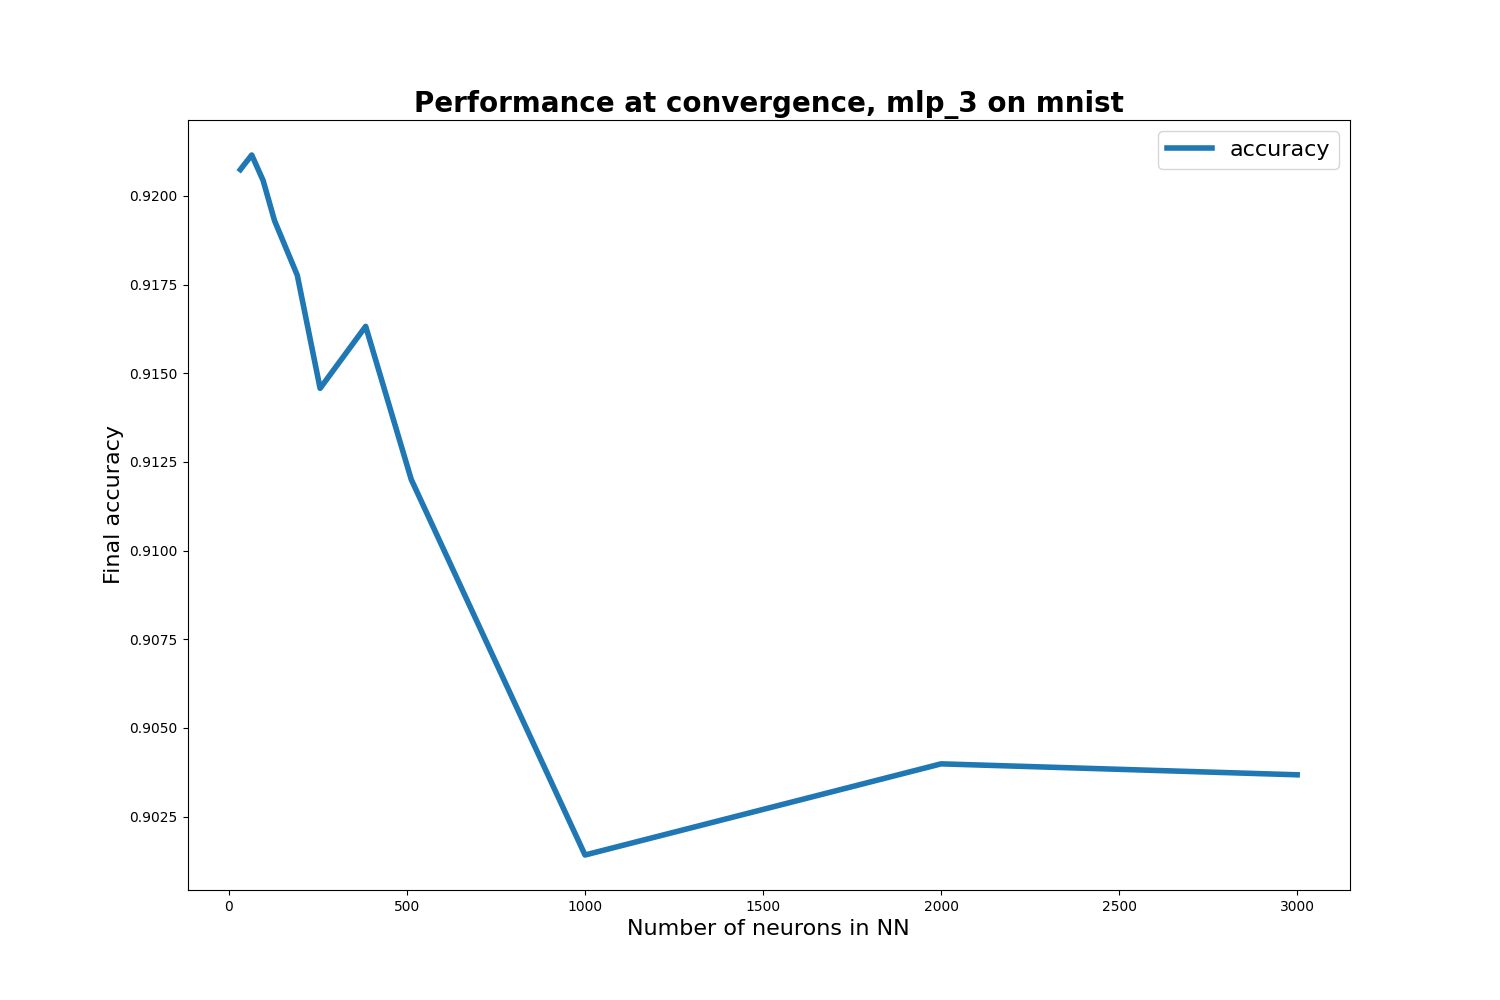 Performance at convergence, mlp_3 on mnist
accuracy
0.9200
0.9175
0.9150
0.9125
0.9100
0.9075
0.9050
0.9025
Final accuracy
0 500 1000 1500 2000 2500 3000
Number of neurons in NN